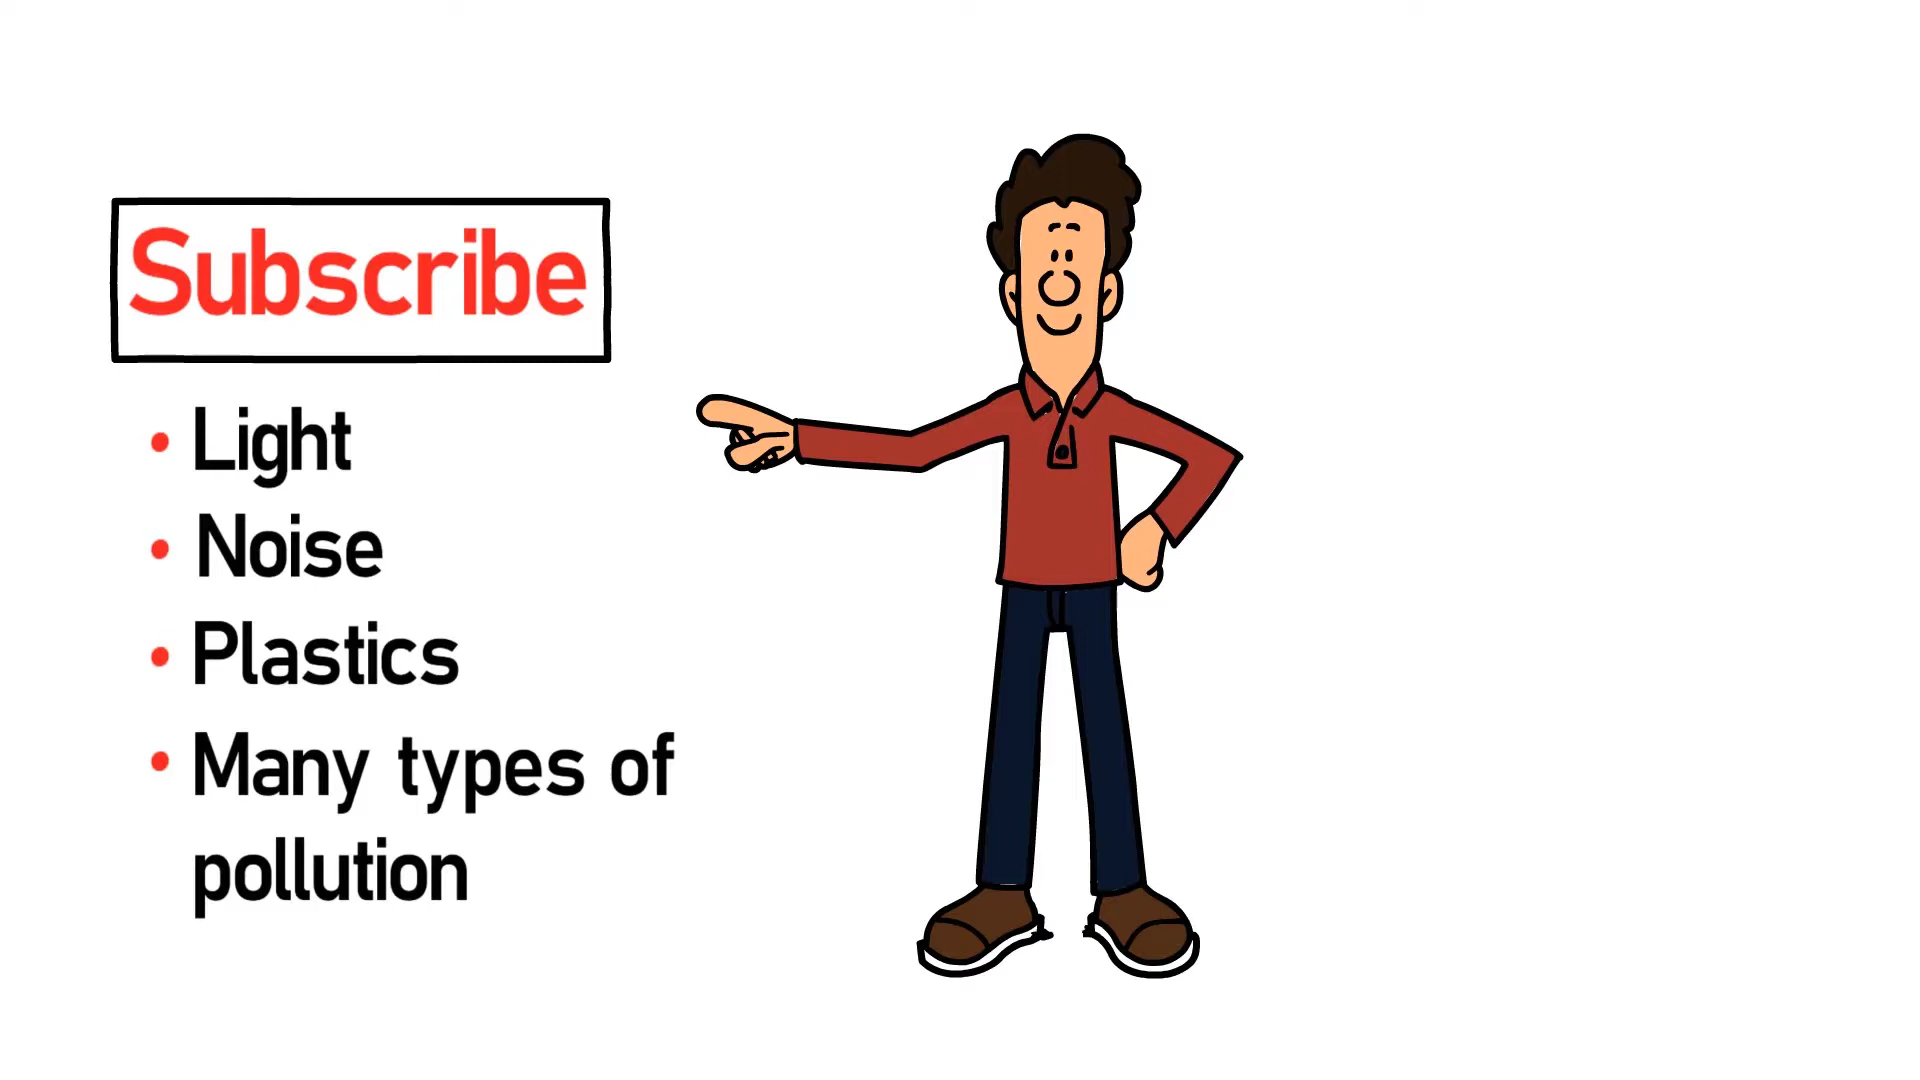 Subscribe
• Light
• Noise
• Plastics
• Many types of
pollution